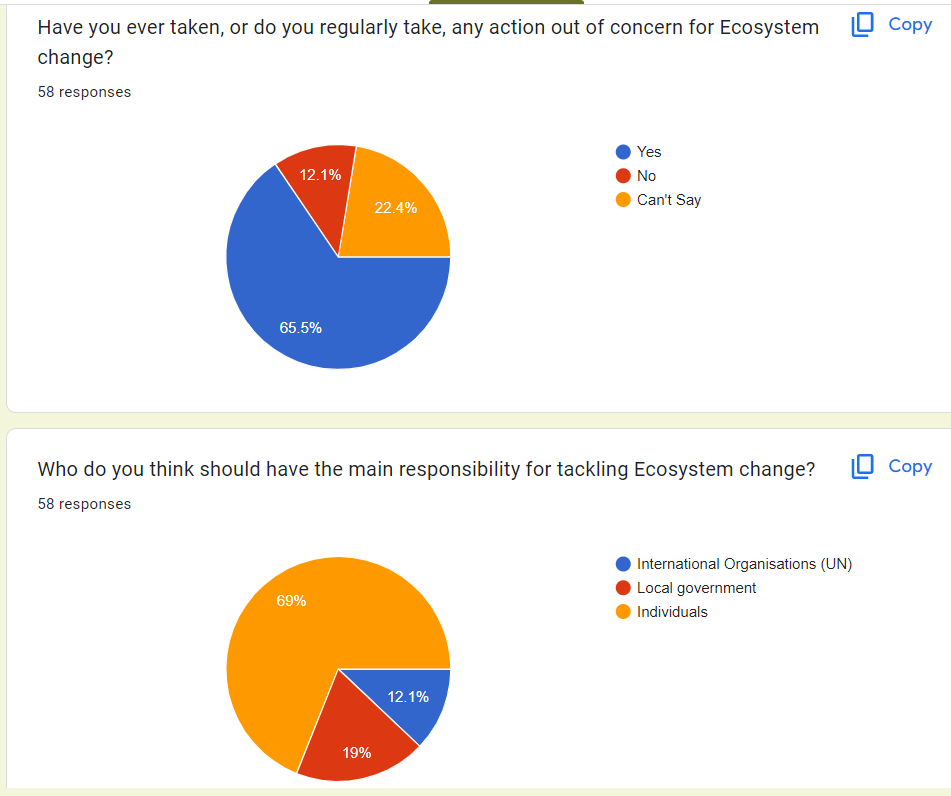 Have you ever taken, or do you regularly take, any action out of concern for Ecosystem
change?
Copy
58 responses
12.1%
22.4%
65.5%
Yes
No
Can't Say
Who do you think should have the main responsibility for tackling Ecosystem change?
Copy
58 responses
69%
12.1%
19%
International Organisations (UN)
Local government
Individuals